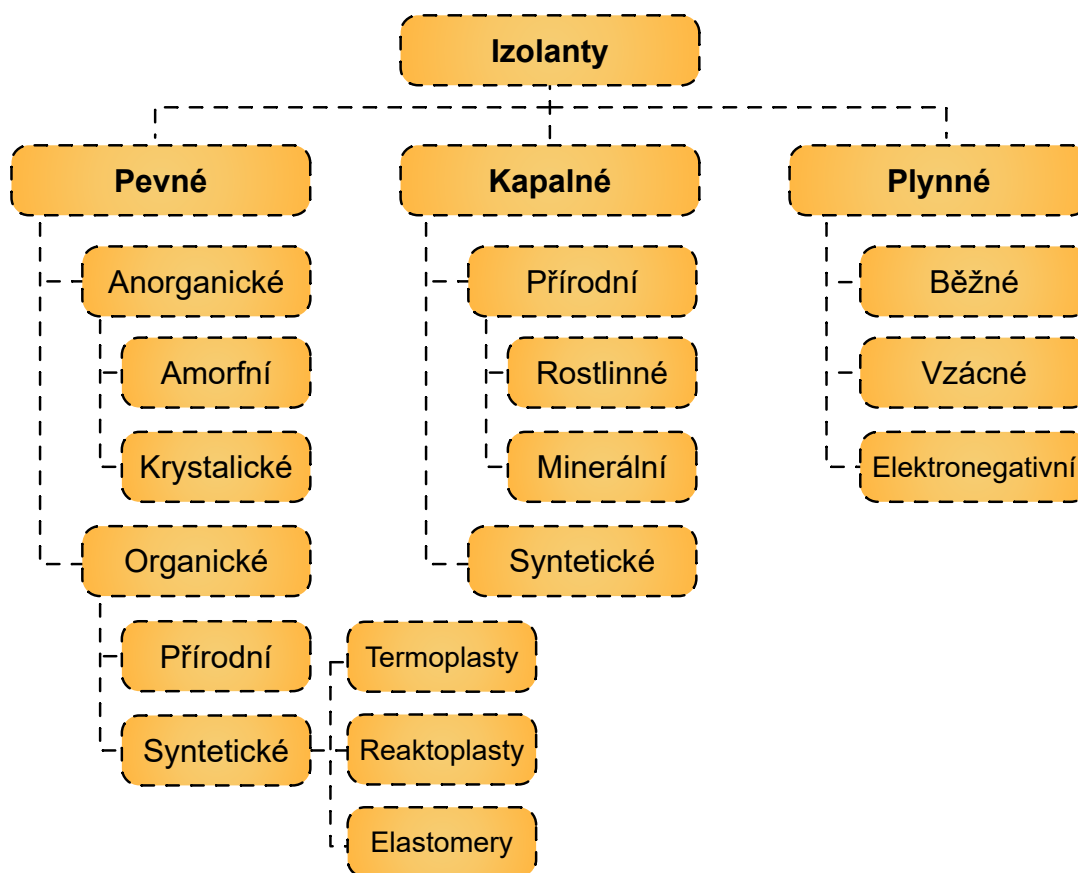 Izolanty
Pevné
Kapalné
Plynné
Anorganické
Přírodní
Běžné
Amorfní
Rostlinné
Vzácné
Krystalické
Minerální
Elektronegativní
Organické
Syntetické
Přírodní
Termoplasty
Syntetické
Reaktoplasty
Elastomery